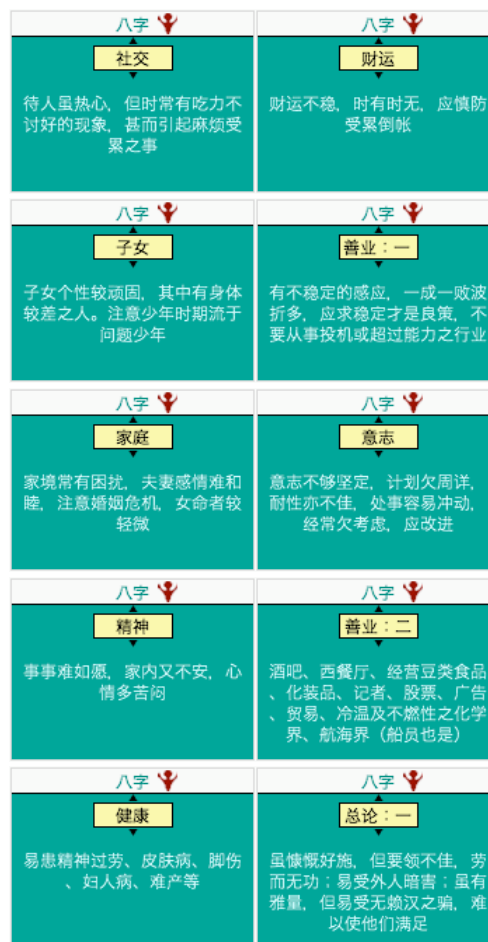 八字
社交
待人虽热心，但时常有吃力不
讨好的现象，甚而引起麻烦受
累之事
八字
财运
财运不稳，时有时无，应慎防
受累倒帐
八字
子女
子女个性较顽固，其中有身体
较差之人。注意少年时期流于
问题少年
八字
善业：一
有不稳定的感应，一成一败波
折多，应求稳定才是良策，不
要从事投机或超过能力之行业
八字
家庭
家境常有困扰，夫妻感情难和
睦，注意婚姻危机，女命者较
轻微
八字
意志
意志不够坚定，计划欠周详，
耐性亦不佳，处事容易冲动，
经常欠考虑，应改进
八字
精神
事事难如愿，家内又不安，心
情多苦闷
八字
善业：二
酒吧、西餐厅、经营豆类食品
、化装品、记者、股票、广告
、贸易、冷温及不燃性之化学
界、航海界（船员也是）
八字
健康
易患精神过劳、皮肤病、脚伤
、妇人病、难产等
八字
总论：一
虽慷慨好施，但要领不佳，劳
而无功；易受外人暗害；虽有
雅量，但易受无赖汉之骗，难
以使他们满足